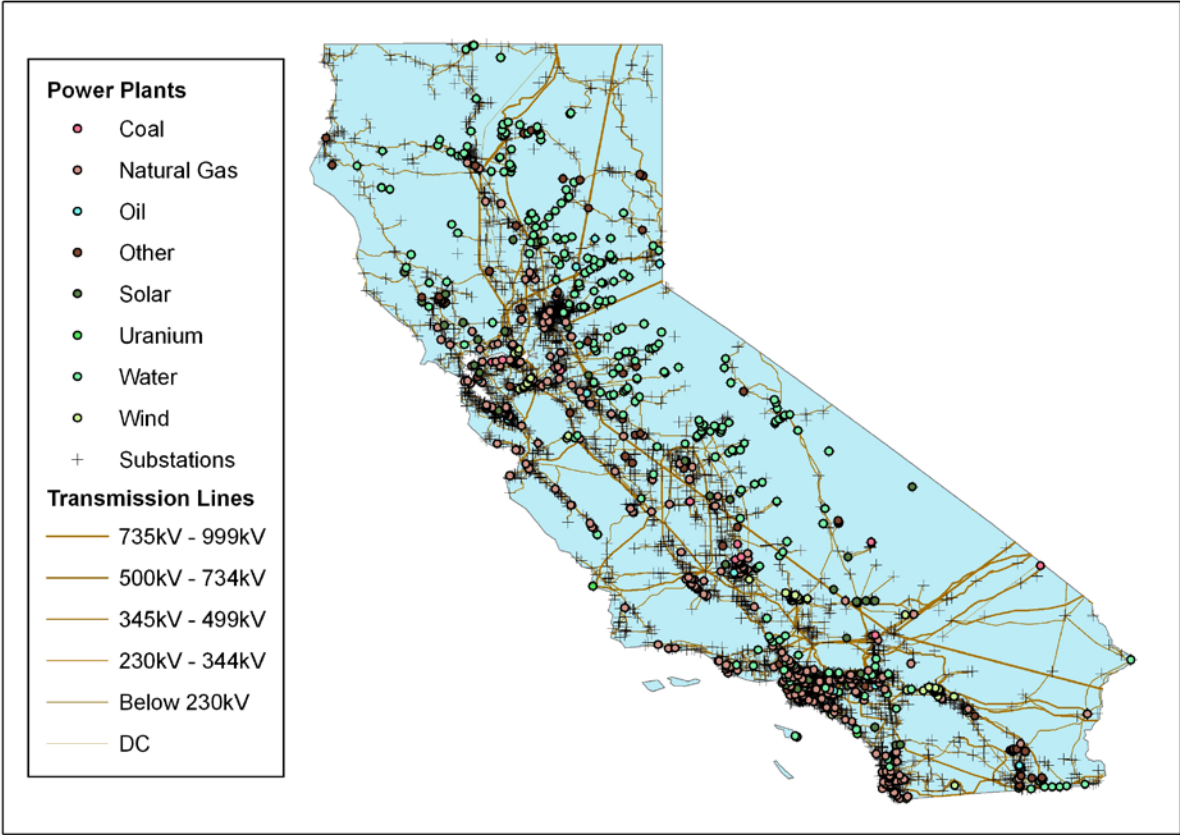 Power Plants
Coal
Natural Gas
Oil
Other
Solar
Uranium
Water
Wind
Substations
Transmission Lines
735kV - 999kV
500kV - 734kV
345kV - 499kV
230kV - 344kV
Below 230kV
DC